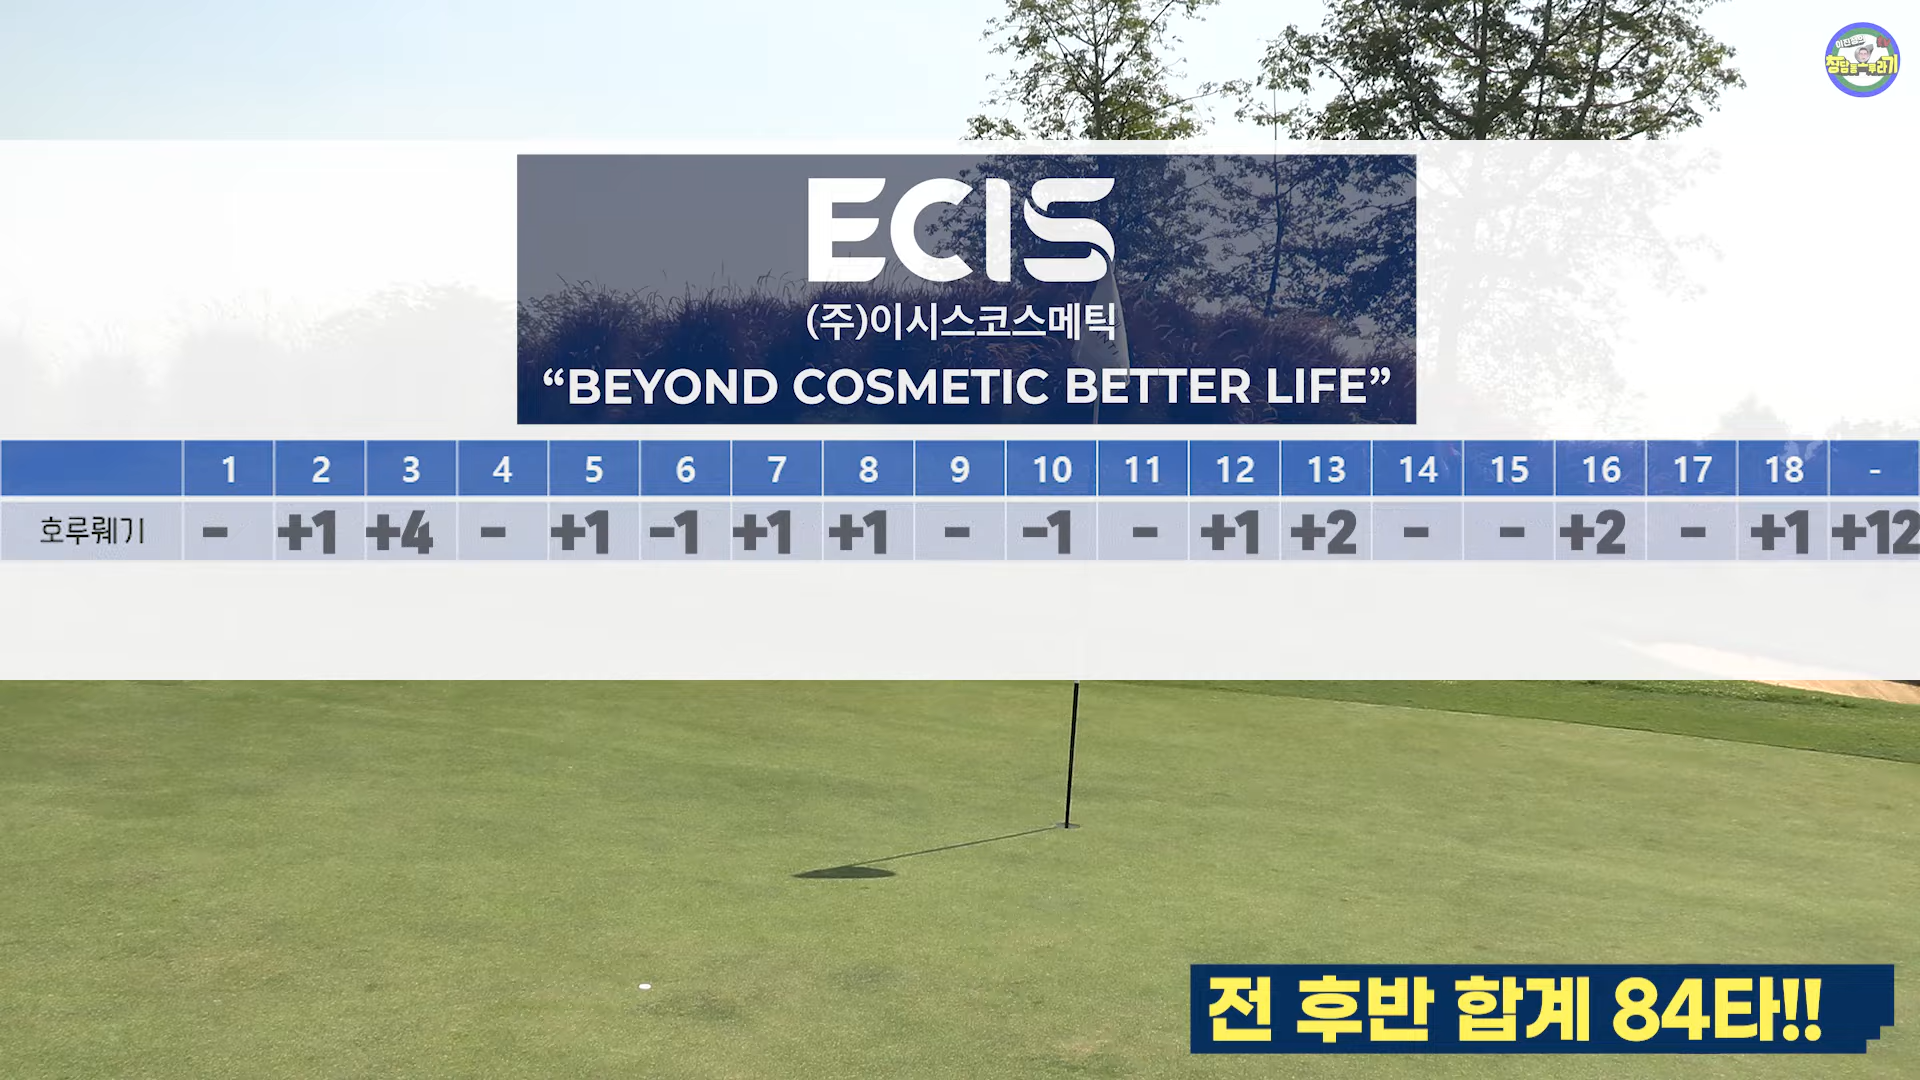 ECIS
(주)이시스코스메틱
“BEYOND COSMETIC BETTER LIFE”
1 2 3 4 5 6 7 8 9 10 11 12 13 14 15 16 17 18 -
호루뤠기 - +1 +4 - +1 -1 +1 +1 - -1 - +1 +2 - - +2 - +1 +12
전 후반 합계 84타!!